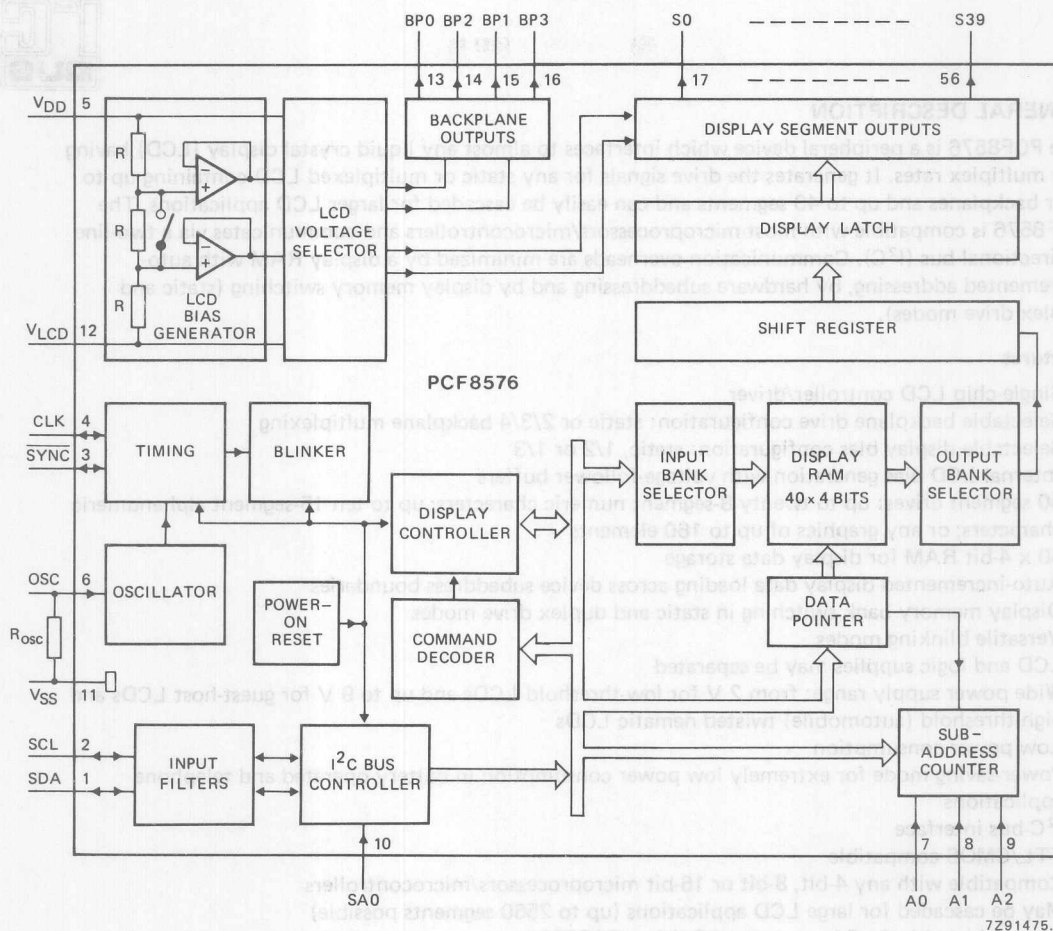 BP0 BP2 BP1 BP3 S0 S39
13 14 15 16 17 56
VDD 5
BACKPLANE
OUTPUTS
DISPLAY SEGMENT OUTPUTS
R
R
R
+
−
LCD
VOLTAGE
SELECTOR
DISPLAY LATCH
LCD
BIAS
GENERATOR
VLCD 12
SHIFT REGISTER
PCF8576
CLK 4
SYNC 3
TIMING
BLINKER
DISPLAY
CONTROLLER
INPUT
BANK
SELECTOR
DISPLAY
RAM
40 x 4 BITS
OUTPUT
BANK
SELECTOR
OSC 6
OSCILLATOR
Rosc
VSS 11
POWER-
ON
RESET
COMMAND
DECODER
DATA
POINTER
SCL 2
SDA 1
INPUT
FILTERS
I²C BUS
CONTROLLER
SUB-
ADDRESS
COUNTER
10
SA0
7 8 9
A0 A1 A2
7Z91475.